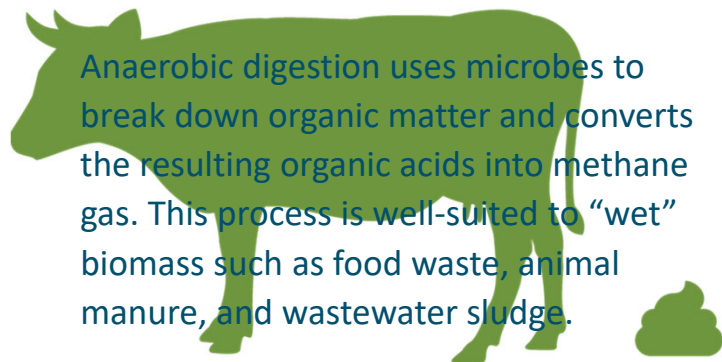 Anaerobic digestion uses microbes to
break down organic matter and converts
the resulting organic acids into methane
gas. This process is well-suited to “wet”
biomass such as food waste, animal
manure, and wastewater sludge.